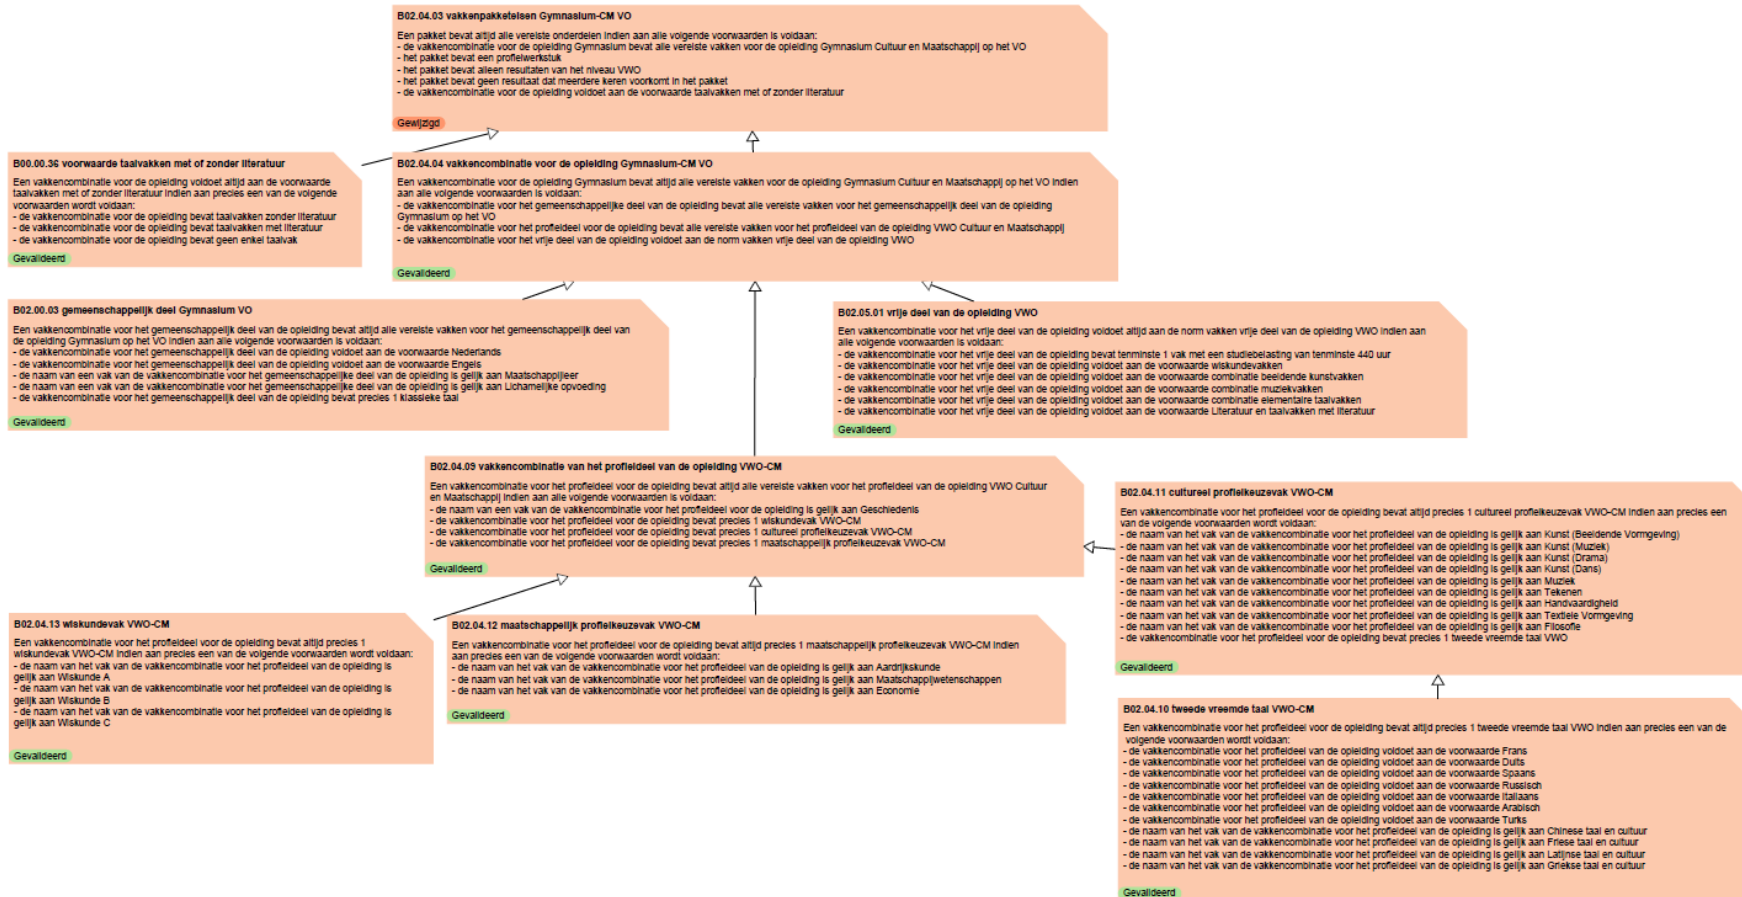 B02.04.03 vakkenpakketeisen Gymnasium-CM VO
Een pakket bevat altijd alle vereiste onderdelen indien aan alle volgende voorwaarden is voldaan:
- de vakkencombinatie voor de opleiding Gymnasium bevat alle vereiste vakken voor de opleiding Gymnasium Cultuur en Maatschappij op het VO
- het pakket bevat een profielwerkstuk
- het pakket bevat alleen resultaten van het niveau VWO
- het pakket bevat geen resultaat dat meerdere keren voorkomt in het pakket
- de vakkencombinatie voor de opleiding voldoet aan de voorwaarde taalvakken met of zonder literatuur
Gewijzigd
B00.00.36 voorwaarde taalvakken met of zonder literatuur
Een vakkencombinatie voor de opleiding voldoet altijd aan de voorwaarde
taalvakken met of zonder literatuur indien aan precies een van de volgende
voorwaarden wordt voldaan:
- de vakkencombinatie voor de opleiding bevat taalvakken zonder literatuur
- de vakkencombinatie voor de opleiding bevat taalvakken met literatuur
- de vakkencombinatie voor de opleiding bevat geen enkel taalvak
Gevalideerd
B02.04.04 vakkencombinatie voor de opleiding Gymnasium-CM VO
Een vakkencombinatie voor de opleiding Gymnasium bevat altijd alle vereiste vakken voor de opleiding Gymnasium Cultuur en Maatschappij op het VO indien
aan alle volgende voorwaarden is voldaan:
- de vakkencombinatie voor het gemeenschappelijke deel van de opleiding bevat alle vereiste vakken voor het gemeenschappelijk deel van de opleiding
Gymnasium op het VO
- de vakkencombinatie voor het profieldeel voor de opleiding bevat alle vereiste vakken voor het profieldeel van de opleiding VWO Cultuur en Maatschappij
- de vakkencombinatie voor het vrije deel van de opleiding voldoet aan de norm vakken vrije deel van de opleiding VWO
Gevalideerd
B02.00.03 gemeenschappelijk deel Gymnasium VO
Een vakkencombinatie voor het gemeenschappelijk deel van de opleiding bevat altijd alle vereiste vakken voor het gemeenschappelijk deel van
de opleiding Gymnasium op het VO indien aan alle volgende voorwaarden is voldaan:
- de vakkencombinatie voor het gemeenschappelijk deel van de opleiding voldoet aan de voorwaarde Nederlands
- de vakkencombinatie voor het gemeenschappelijk deel van de opleiding voldoet aan de voorwaarde Engels
- de naam van een vak van de vakkencombinatie voor het gemeenschappelijke deel van de opleiding is gelijk aan Maatschappijleer
- de naam van een vak van de vakkencombinatie voor het gemeenschappelijke deel van de opleiding is gelijk aan Lichamelijke opvoeding
- de vakkencombinatie voor het gemeenschappelijk deel van de opleiding bevat precies 1 klassieke taal
Gevalideerd
B02.05.01 vrije deel van de opleiding VWO
Een vakkencombinatie voor het vrije deel van de opleiding voldoet altijd aan de norm vakken vrije deel van de opleiding VWO indien aan
alle volgende voorwaarden is voldaan:
- de vakkencombinatie voor het vrije deel van de opleiding bevat tenminste 1 vak met een studiebelasting van tenminste 440 uur
- de vakkencombinatie voor het vrije deel van de opleiding voldoet aan de voorwaarde wiskundevakken
- de vakkencombinatie voor het vrije deel van de opleiding voldoet aan de voorwaarde combinatie beeldende kunstvakken
- de vakkencombinatie voor het vrije deel van de opleiding voldoet aan de voorwaarde combinatie muziekvakken
- de vakkencombinatie voor het vrije deel van de opleiding voldoet aan de voorwaarde combinatie elementaire taalvakken
- de vakkencombinatie voor het vrije deel van de opleiding voldoet aan de voorwaarde Literatuur en taalvakken met literatuur
Gevalideerd
B02.04.09 vakkencombinatie van het profieldeel van de opleiding VWO-CM
Een vakkencombinatie voor het profieldeel voor de opleiding bevat altijd alle vereiste vakken voor het profieldeel van de opleiding VWO Cultuur
en Maatschappij indien aan alle volgende voorwaarden is voldaan:
- de naam van een vak van de vakkencombinatie voor het profieldeel voor de opleiding is gelijk aan Geschiedenis
- de vakkencombinatie voor het profieldeel voor de opleiding bevat precies 1 wiskundevak VWO-CM
- de vakkencombinatie voor het profieldeel voor de opleiding bevat precies 1 cultureel profielkeuzevak VWO-CM
- de vakkencombinatie voor het profieldeel voor de opleiding bevat precies 1 maatschappelijk profielkeuzevak VWO-CM
Gevalideerd
B02.04.11 cultureel profielkeuzevak VWO-CM
Een vakkencombinatie voor het profieldeel voor de opleiding bevat altijd precies 1 cultureel profielkeuzevak VWO-CM indien aan precies een
van de volgende voorwaarden wordt voldaan:
- de naam van het vak van de vakkencombinatie voor het profieldeel van de opleiding is gelijk aan Kunst (Beeldende Vormgeving)
- de naam van het vak van de vakkencombinatie voor het profieldeel van de opleiding is gelijk aan Kunst (Muziek)
- de naam van het vak van de vakkencombinatie voor het profieldeel van de opleiding is gelijk aan Kunst (Drama)
- de naam van het vak van de vakkencombinatie voor het profieldeel van de opleiding is gelijk aan Kunst (Dans)
- de naam van het vak van de vakkencombinatie voor het profieldeel van de opleiding is gelijk aan Muziek
- de naam van het vak van de vakkencombinatie voor het profieldeel van de opleiding is gelijk aan Tekenen
- de naam van het vak van de vakkencombinatie voor het profieldeel van de opleiding is gelijk aan Handvaardigheid
- de naam van het vak van de vakkencombinatie voor het profieldeel van de opleiding is gelijk aan Textiele Vormgeving
- de naam van het vak van de vakkencombinatie voor het profieldeel van de opleiding is gelijk aan Filosofie
- de vakkencombinatie voor het profieldeel voor de opleiding bevat precies 1 tweede vreemde taal VWO
Gevalideerd
B02.04.13 wiskundevak VWO-CM
Een vakkencombinatie voor het profieldeel voor de opleiding bevat altijd precies 1
wiskundevak VWO-CM indien aan precies een van de volgende voorwaarden wordt voldaan:
- de naam van het vak van de vakkencombinatie voor het profieldeel van de opleiding is
gelijk aan Wiskunde A
- de naam van het vak van de vakkencombinatie voor het profieldeel van de opleiding is
gelijk aan Wiskunde B
- de naam van het vak van de vakkencombinatie voor het profieldeel van de opleiding is
gelijk aan Wiskunde C
Gevalideerd
B02.04.12 maatschappelijk profielkeuzevak VWO-CM
Een vakkencombinatie voor het profieldeel voor de opleiding bevat altijd precies 1 maatschappelijk profielkeuzevak VWO-CM indien
aan precies een van de volgende voorwaarden wordt voldaan:
- de naam van het vak van de vakkencombinatie voor het profieldeel van de opleiding is gelijk aan Aardrijkskunde
- de naam van het vak van de vakkencombinatie voor het profieldeel van de opleiding is gelijk aan Maatschappijwetenschappen
- de naam van het vak van de vakkencombinatie voor het profieldeel van de opleiding is gelijk aan Economie
Gevalideerd
B02.04.10 tweede vreemde taal VWO-CM
Een vakkencombinatie voor het profieldeel voor de opleiding bevat altijd precies 1 tweede vreemde taal VWO indien aan precies een van de
volgende voorwaarden wordt voldaan:
- de vakkencombinatie voor het profieldeel van de opleiding voldoet aan de voorwaarde Frans
- de vakkencombinatie voor het profieldeel van de opleiding voldoet aan de voorwaarde Duits
- de vakkencombinatie voor het profieldeel van de opleiding voldoet aan de voorwaarde Spaans
- de vakkencombinatie voor het profieldeel van de opleiding voldoet aan de voorwaarde Russisch
- de vakkencombinatie voor het profieldeel van de opleiding voldoet aan de voorwaarde Italiaans
- de vakkencombinatie voor het profieldeel van de opleiding voldoet aan de voorwaarde Arabisch
- de vakkencombinatie voor het profieldeel van de opleiding voldoet aan de voorwaarde Turks
- de naam van het vak van de vakkencombinatie voor het profieldeel van de opleiding is gelijk aan Chinese taal en cultuur
- de naam van het vak van de vakkencombinatie voor het profieldeel van de opleiding is gelijk aan Friese taal en cultuur
- de naam van het vak van de vakkencombinatie voor het profieldeel van de opleiding is gelijk aan Latijnse taal en cultuur
- de naam van het vak van de vakkencombinatie voor het profieldeel van de opleiding is gelijk aan Griekse taal en cultuur
Gevalideerd